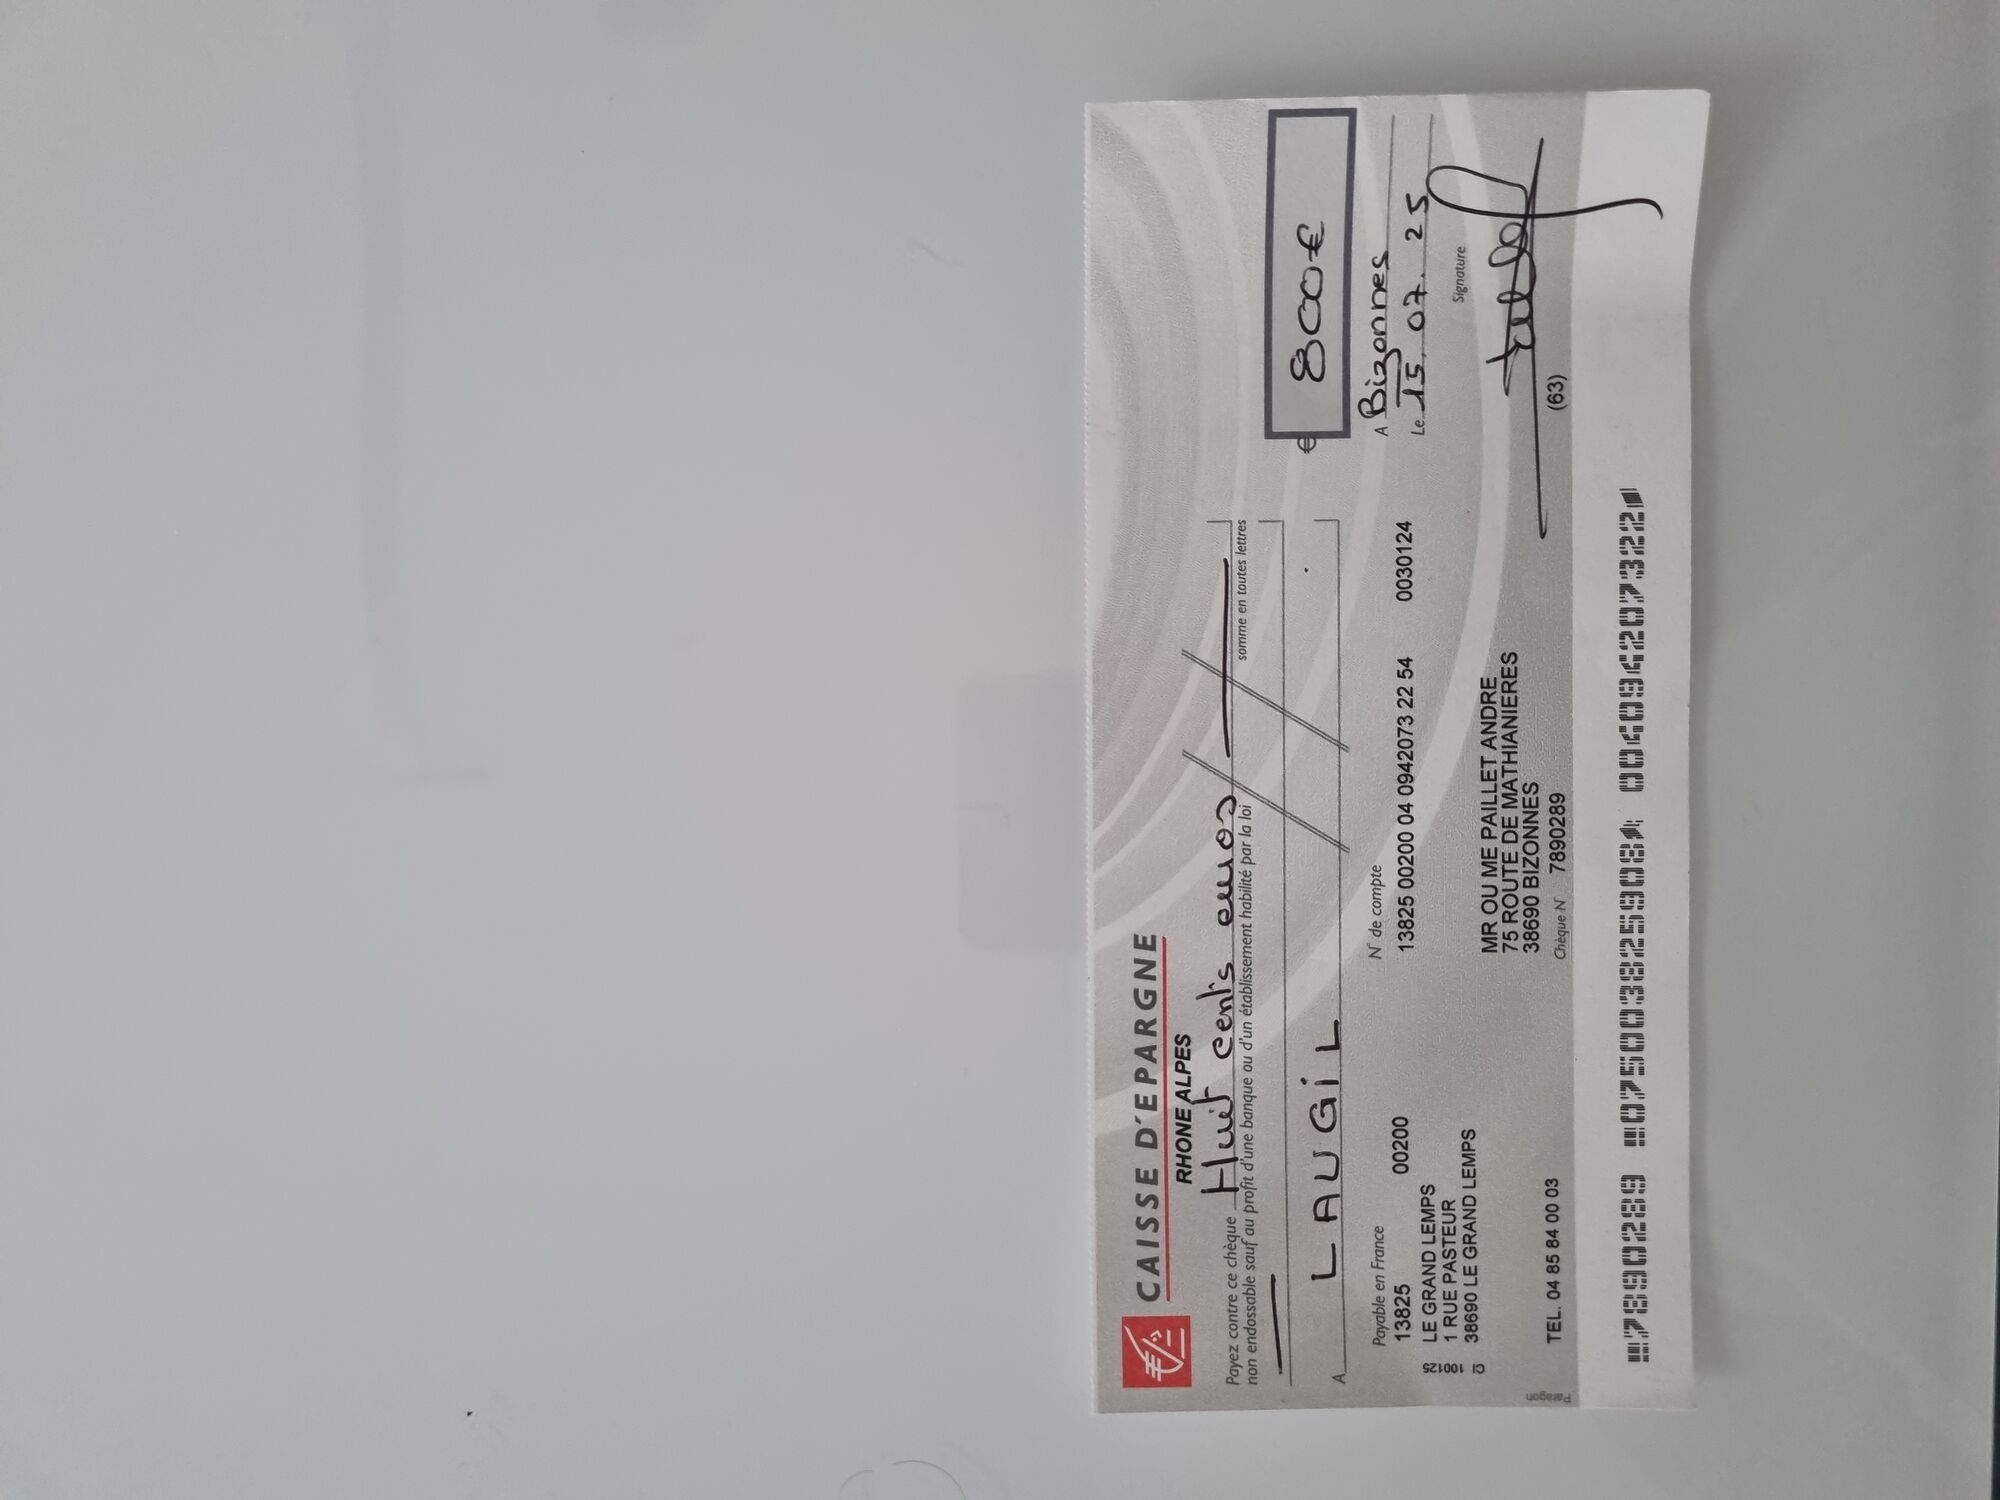 CAISSE D'EPARGNE
RHONE ALPES
Payez contre ce chèque Huit cents euros
non endossable sauf au profit d'une banque ou d'un établissement habilité par la loi
somme en toutes lettres
€ 800€
A LAUGIL
A Bizonnes
Le 15.07.25
Payable en France
13825 00200
LE GRAND LEMPS
1 RUE PASTEUR
38690 LE GRAND LEMPS
TEL. 04 85 84 00 03
N° de compte
13825 00200 04 0942073 22 54 0030124
MR OU ME PAILLET ANDRE
75 ROUTE DE MATHIANIERES
38690 BIZONNES
Chèque N° 7890289
(63)
Signature
CI 100125
Paragon
7890289 075003825908 004094207322